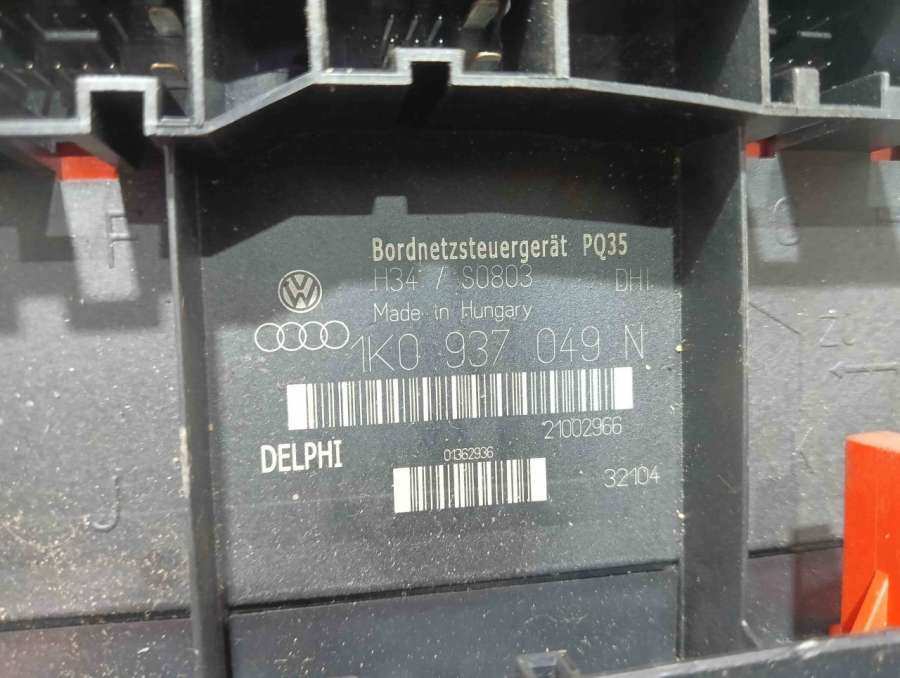 F
C
Bordnetzsteuergerät PQ35
H34 / S0803 DHI
Made in Hungary
1K0 937 049 N
21002966
DELPHI
01362936
32104
J
K